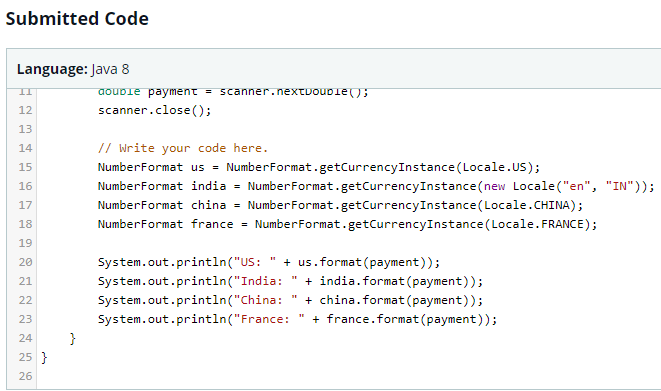 Submitted Code
Language: Java 8
11 double payment = scanner.nextDouble();
12 scanner.close();
13
14 // Write your code here.
15 NumberFormat us = NumberFormat.getCurrencyInstance(Locale.US);
16 NumberFormat india = NumberFormat.getCurrencyInstance(new Locale("en", "IN"));
17 NumberFormat china = NumberFormat.getCurrencyInstance(Locale.CHINA);
18 NumberFormat france = NumberFormat.getCurrencyInstance(Locale.FRANCE);
19
20 System.out.println("US: " + us.format(payment));
21 System.out.println("India: " + india.format(payment));
22 System.out.println("China: " + china.format(payment));
23 System.out.println("France: " + france.format(payment));
24 }
25 }
26